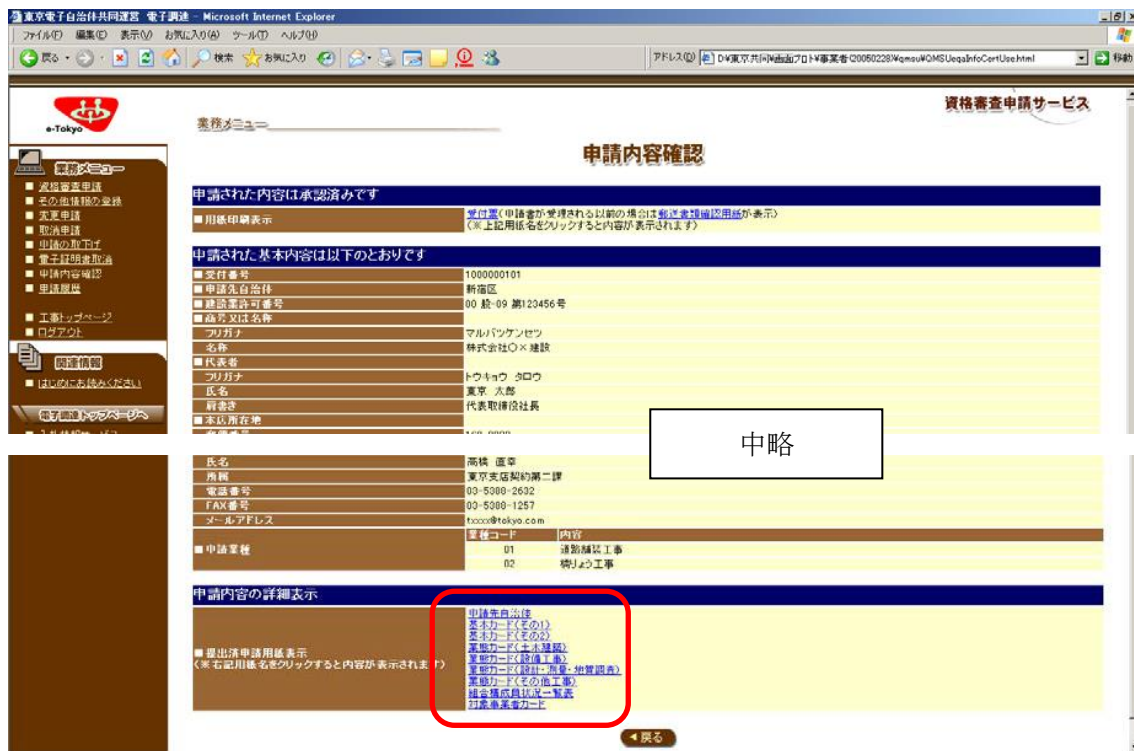 東京電子自治体共同運営 電子調達 - Microsoft Internet Explorer
ファイル(F) 編集(E) 表示(V) お気に入り(A) ツール(T) ヘルプ(H)
戻る 検索 お気に入り アドレス(D) D:¥東京共同¥画面プロト¥事業者(20050228)¥qmsu¥QMSUeqaInfoCertUse.html 移動
e-Tokyo
業務メニュー
資格審査申請サービス
申請内容確認
業務メニュー
■ 資格審査申請
■ その他情報の登録
■ 変更申請
■ 取消申請
■ 申請の取下げ
■ 電子証明書取消
■ 申請内容確認
■ 申請履歴
■ 工事トップページ
■ ログアウト
関連情報
■ はじめにお読みください
電子調達トップページへ
申請された内容は承認済みです
■用紙印刷表示
受付票(申請書が受理される以前の場合は郵送書類確認用紙が表示)
(※上記用紙名をクリックすると内容が表示されます)
申請された基本内容は以下のとおりです
■受付番号 1000000101
■申請先自治体 新宿区
■建設業許可番号 00 般-09 第123456号
■商号又は名称
フリガナ マルバツケンセツ
名称 株式会社○×建設
■代表者
フリガナ トウキョウ タロウ
氏名 東京 太郎
肩書き 代表取締役社長
■本店所在地
中略
氏名 高橋 直幸
所属 東京支店契約第二課
電話番号 03-5388-2632
FAX番号 03-5388-1257
メールアドレス txxxx@tokyo.com
■申請業種
業種コード 内容
01 道路舗装工事
02 橋りょう工事
申請内容の詳細表示
■提出済申請用紙表示
(※右記用紙名をクリックすると内容が表示されます)
申請先自治体
基本カード(その1)
基本カード(その2)
業態カード(土木建築)
業態カード(設備工事)
業態カード(設計・測量・地質調査)
業態カード(その他工事)
組合構成員状況一覧表
対象事業者カード
戻る